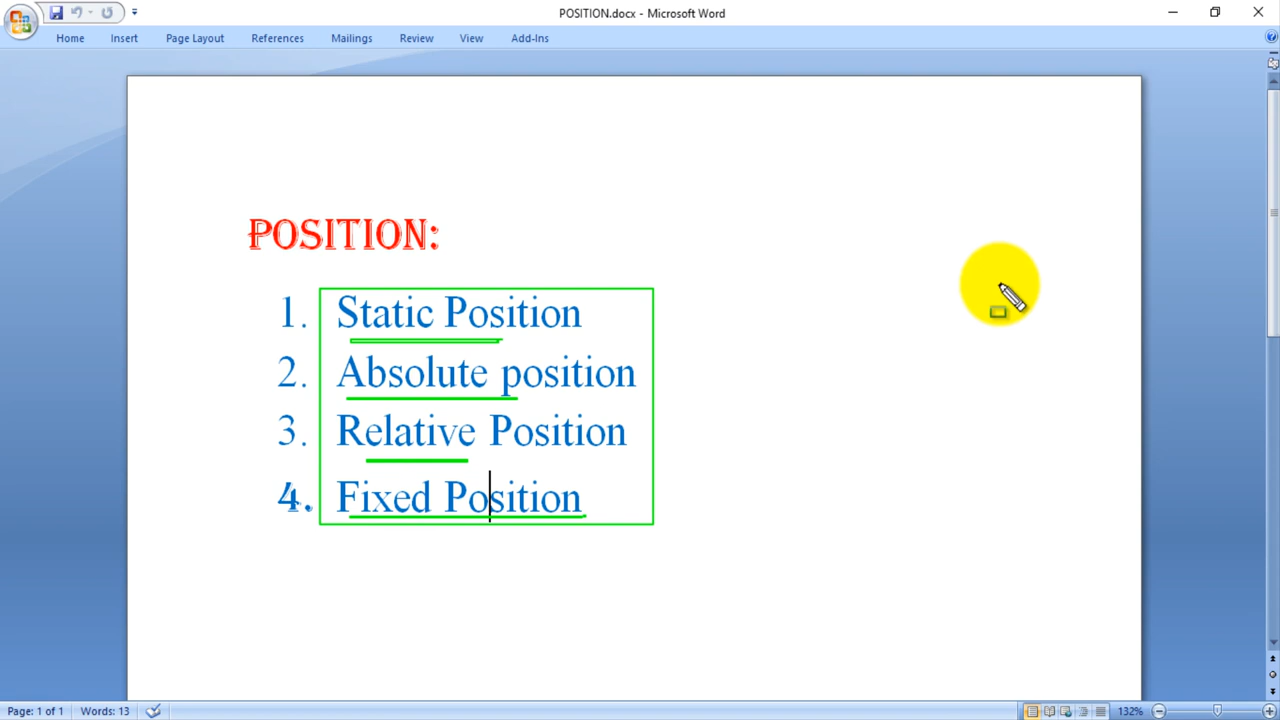 POSITION.docx - Microsoft Word
Home Insert Page Layout References Mailings Review View Add-Ins
POSITION:
1. Static Position
2. Absolute position
3. Relative Position
4. Fixed Position
Page: 1 of 1 Words: 13 132%